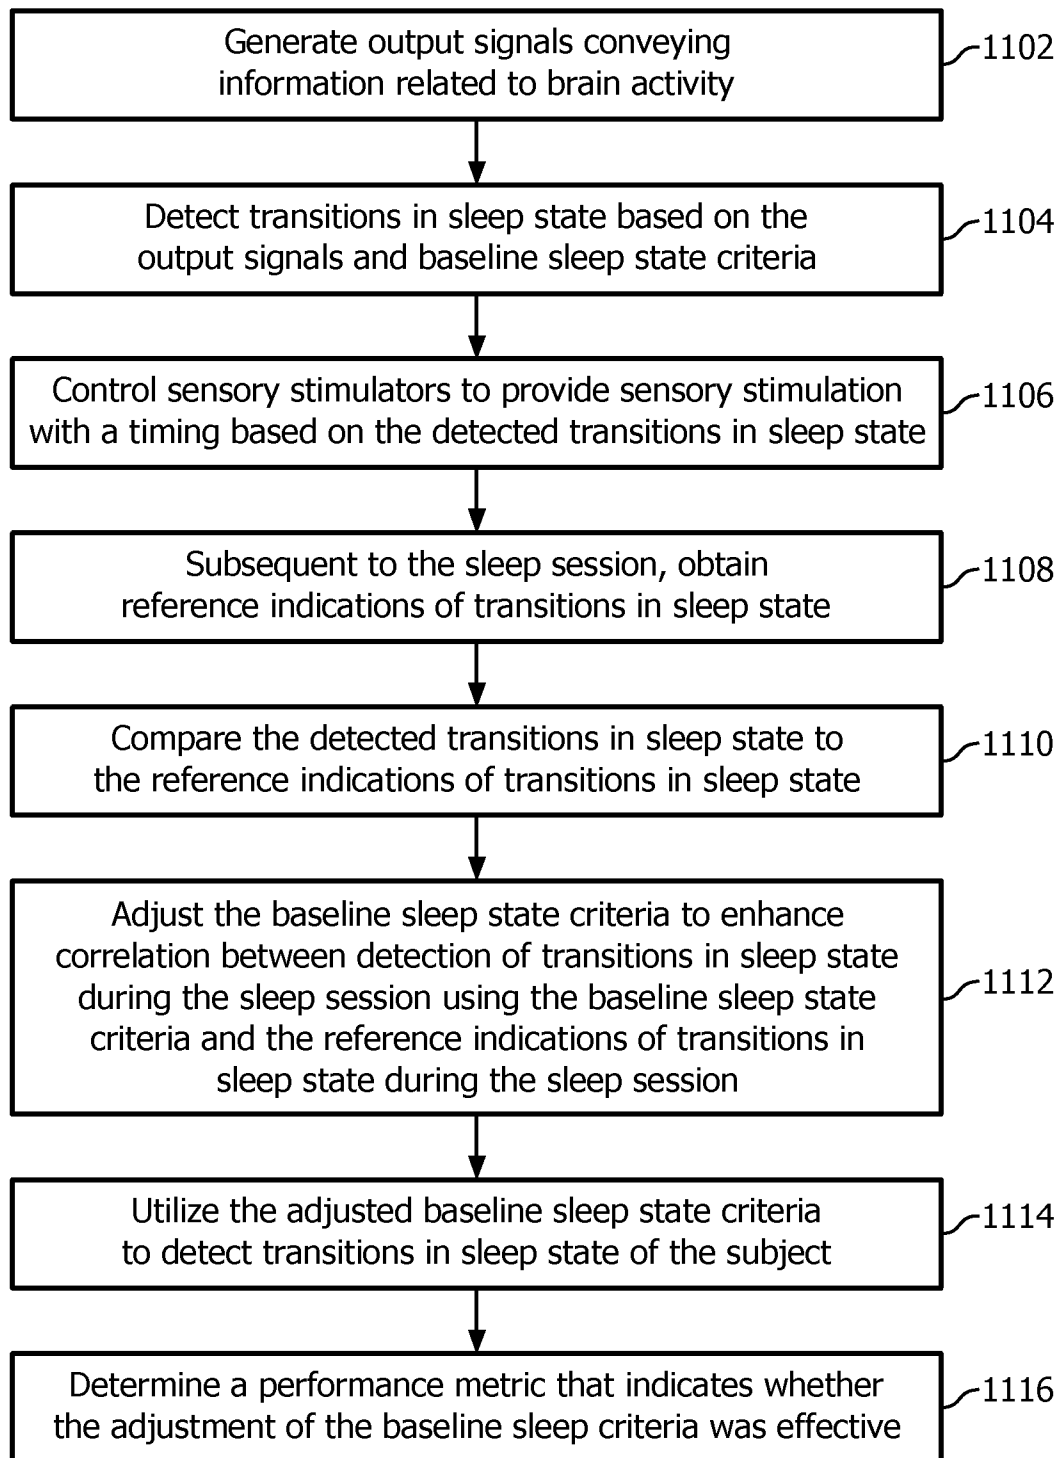 Generate output signals conveying
information related to brain activity
1102
Detect transitions in sleep state based on the
output signals and baseline sleep state criteria
1104
Control sensory stimulators to provide sensory stimulation
with a timing based on the detected transitions in sleep state
1106
Subsequent to the sleep session, obtain
reference indications of transitions in sleep state
1108
Compare the detected transitions in sleep state to
the reference indications of transitions in sleep state
1110
Adjust the baseline sleep state criteria to enhance
correlation between detection of transitions in sleep state
during the sleep session using the baseline sleep state
criteria and the reference indications of transitions in
sleep state during the sleep session
1112
Utilize the adjusted baseline sleep state criteria
to detect transitions in sleep state of the subject
1114
Determine a performance metric that indicates whether
the adjustment of the baseline sleep criteria was effective
1116